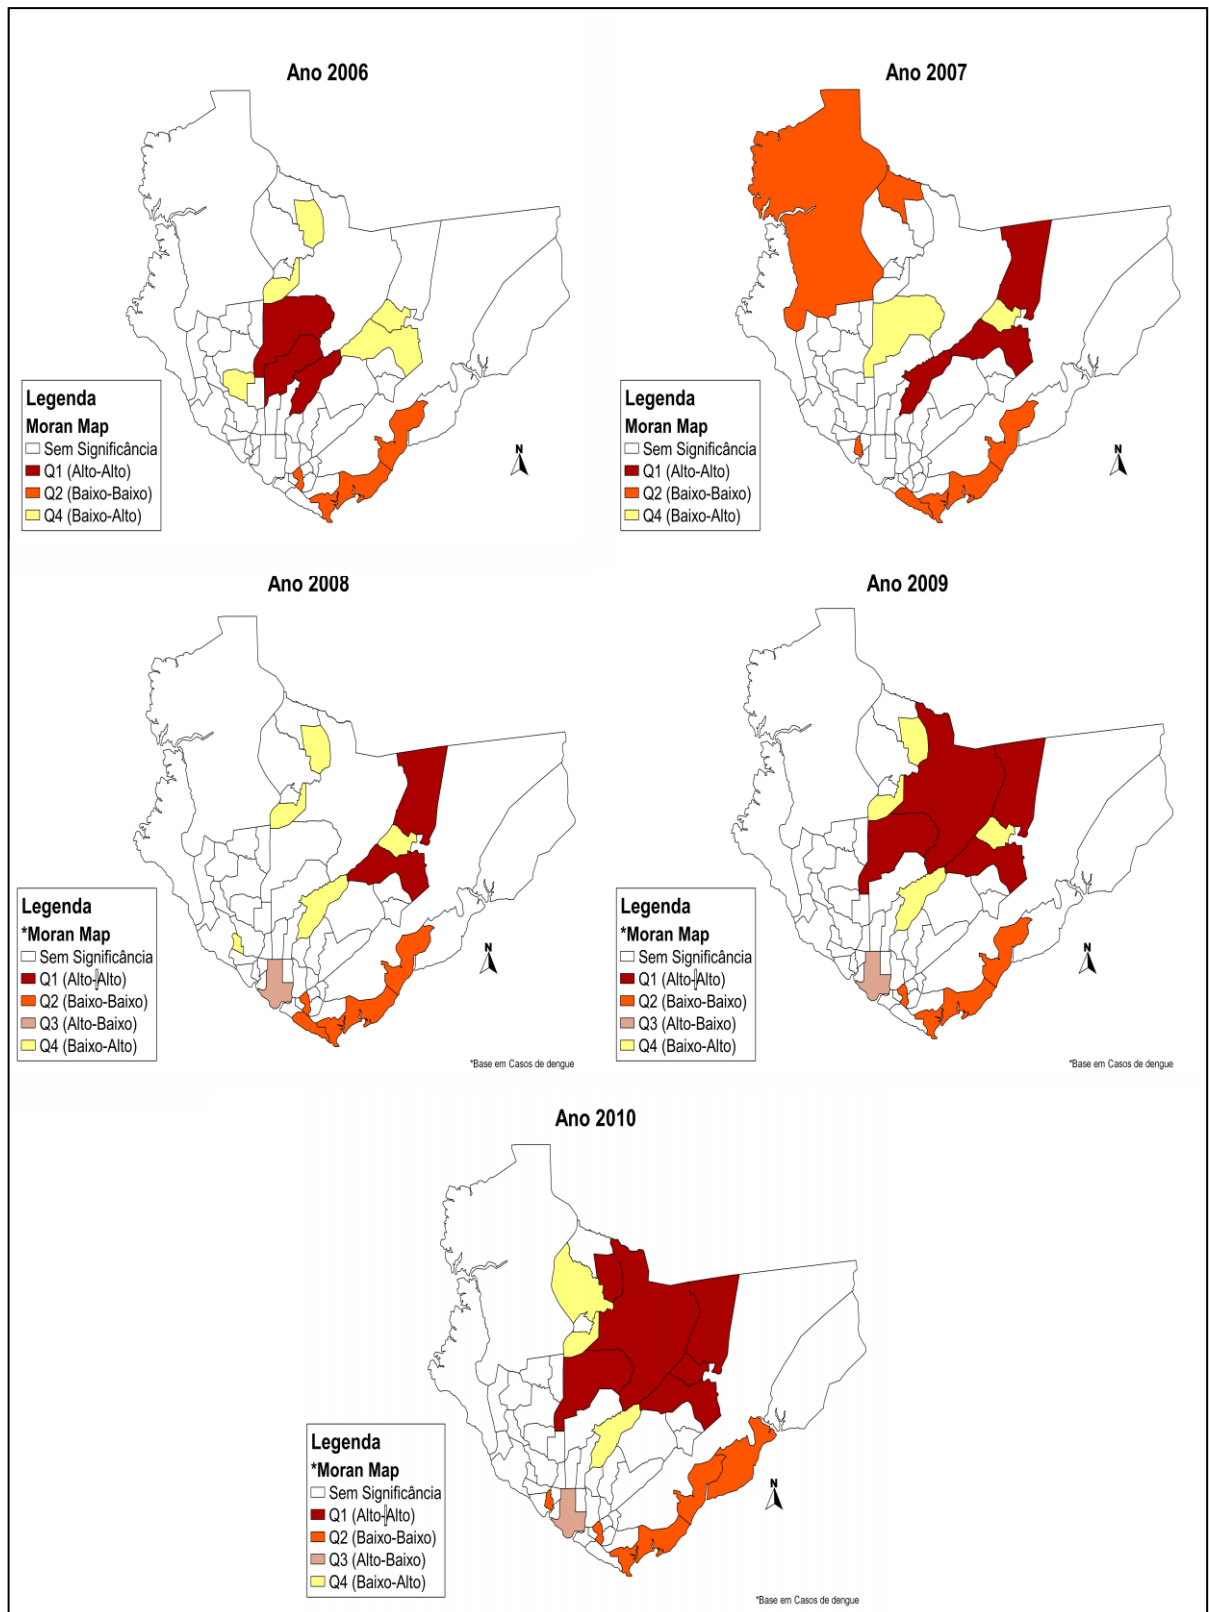 Ano 2006
N
Legenda
Moran Map
Sem Significância
Q1 (Alto-Alto)
Q2 (Baixo-Baixo)
Q4 (Baixo-Alto)
Ano 2007
N
Legenda
Moran Map
Sem Significância
Q1 (Alto-Alto)
Q2 (Baixo-Baixo)
Q4 (Baixo-Alto)
Ano 2008
N
Legenda
*Moran Map
Sem Significância
Q1 (Alto-Alto)
Q2 (Baixo-Baixo)
Q3 (Alto-Baixo)
Q4 (Baixo-Alto)
*Base em Casos de dengue
Ano 2009
N
Legenda
*Moran Map
Sem Significância
Q1 (Alto-Alto)
Q2 (Baixo-Baixo)
Q3 (Alto-Baixo)
Q4 (Baixo-Alto)
*Base em Casos de dengue
Ano 2010
N
Legenda
*Moran Map
Sem Significância
Q1 (Alto-Alto)
Q2 (Baixo-Baixo)
Q3 (Alto-Baixo)
Q4 (Baixo-Alto)
*Base em Casos de dengue